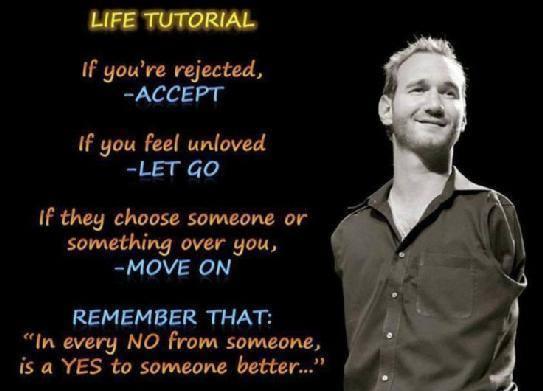 LIFE TUTORIAL
If you're rejected,
-ACCEPT
If you feel unloved
-LET GO
If they choose someone or
something over you,
-MOVE ON
REMEMBER THAT:
"In every NO from someone,
is a YES to someone better..."